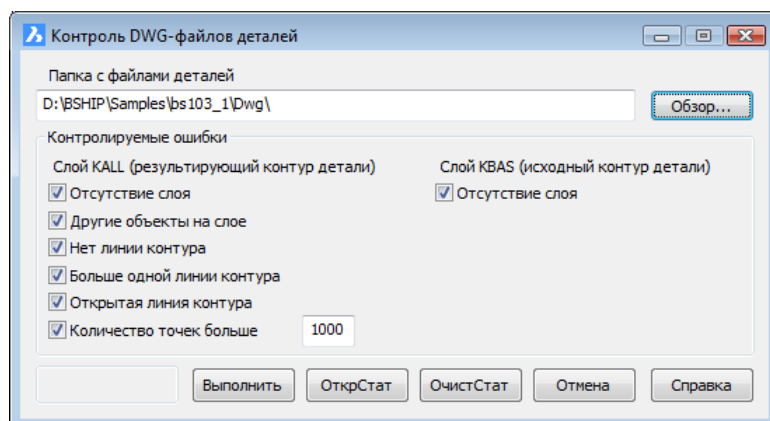 Контроль DWG-файлов деталей
Папка с файлами деталей
D:\BSHIP\Samples\bs103_1\Dwg\ Обзор...
Контролируемые ошибки
Слой KALL (результирующий контур детали) Слой KBAS (исходный контур детали)
Отсутствие слоя Отсутствие слоя
Другие объекты на слое
Нет линии контура
Больше одной линии контура
Открытая линия контура
Количество точек больше 1000
Выполнить ОткрСтат ОчистСтат Отмена Справка